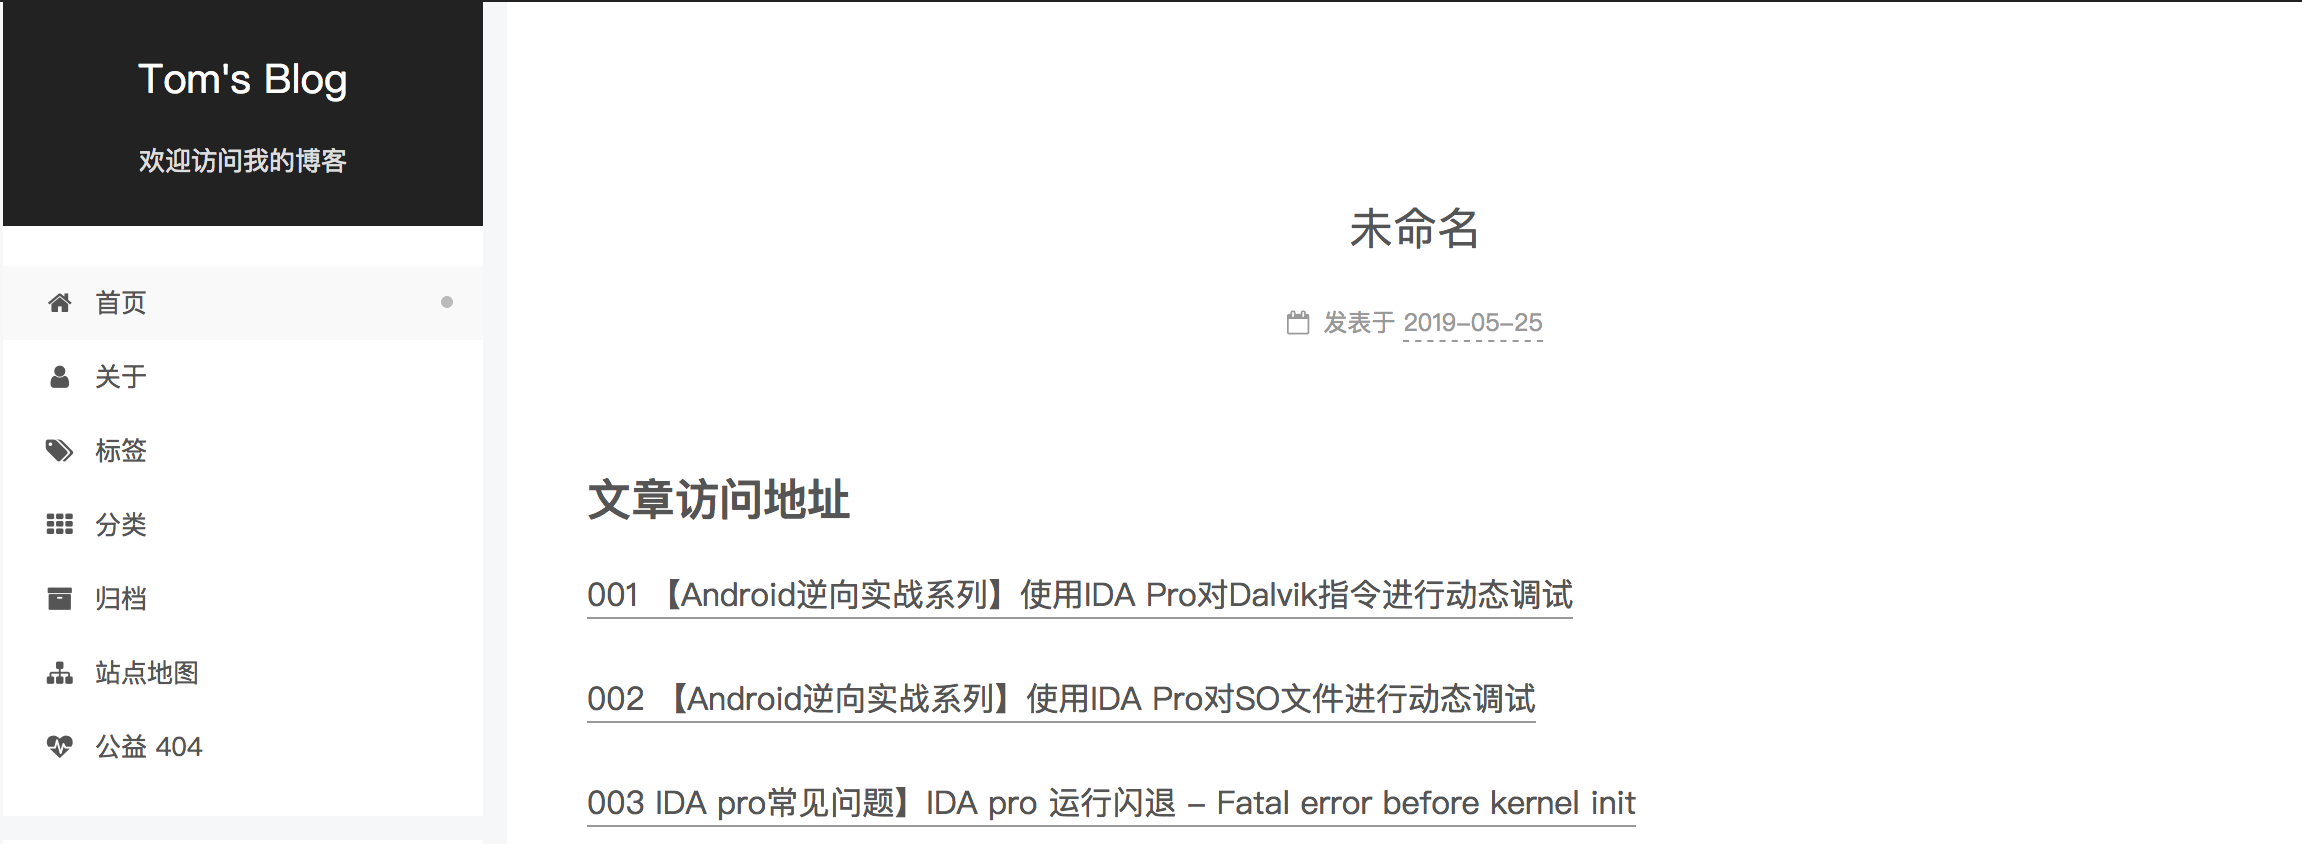 Tom's Blog
欢迎访问我的博客
首页
关于
标签
分类
归档
站点地图
公益 404
未命名
发表于 2019-05-25
文章访问地址
001 【Android逆向实战系列】使用IDA Pro对Dalvik指令进行动态调试
002 【Android逆向实战系列】使用IDA Pro对SO文件进行动态调试
003 IDA pro常见问题】IDA pro 运行闪退 - Fatal error before kernel init